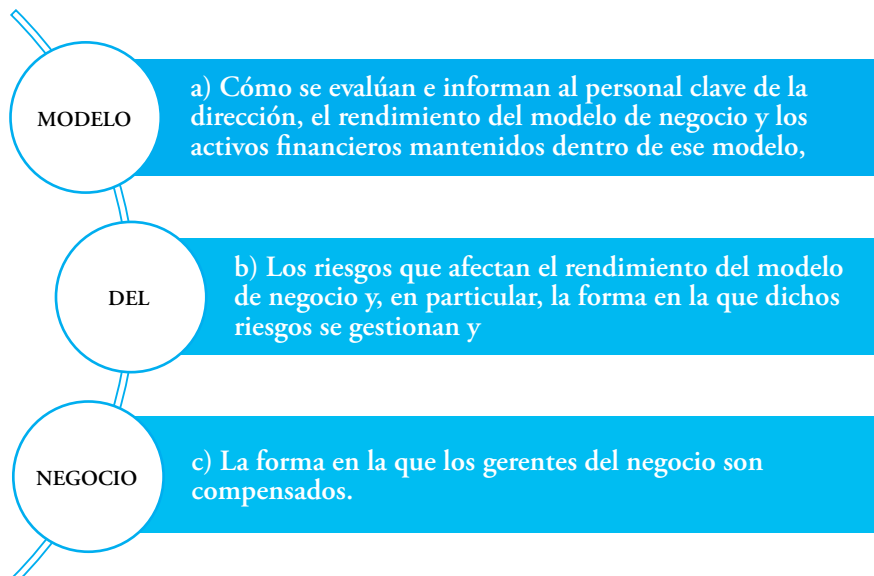 MODELO
a) Cómo se evalúan e informan al personal clave de la
dirección, el rendimiento del modelo de negocio y los
activos financieros mantenidos dentro de ese modelo,
DEL
b) Los riesgos que afectan el rendimiento del modelo
de negocio y, en particular, la forma en la que dichos
riesgos se gestionan y
NEGOCIO
c) La forma en la que los gerentes del negocio son
compensados.